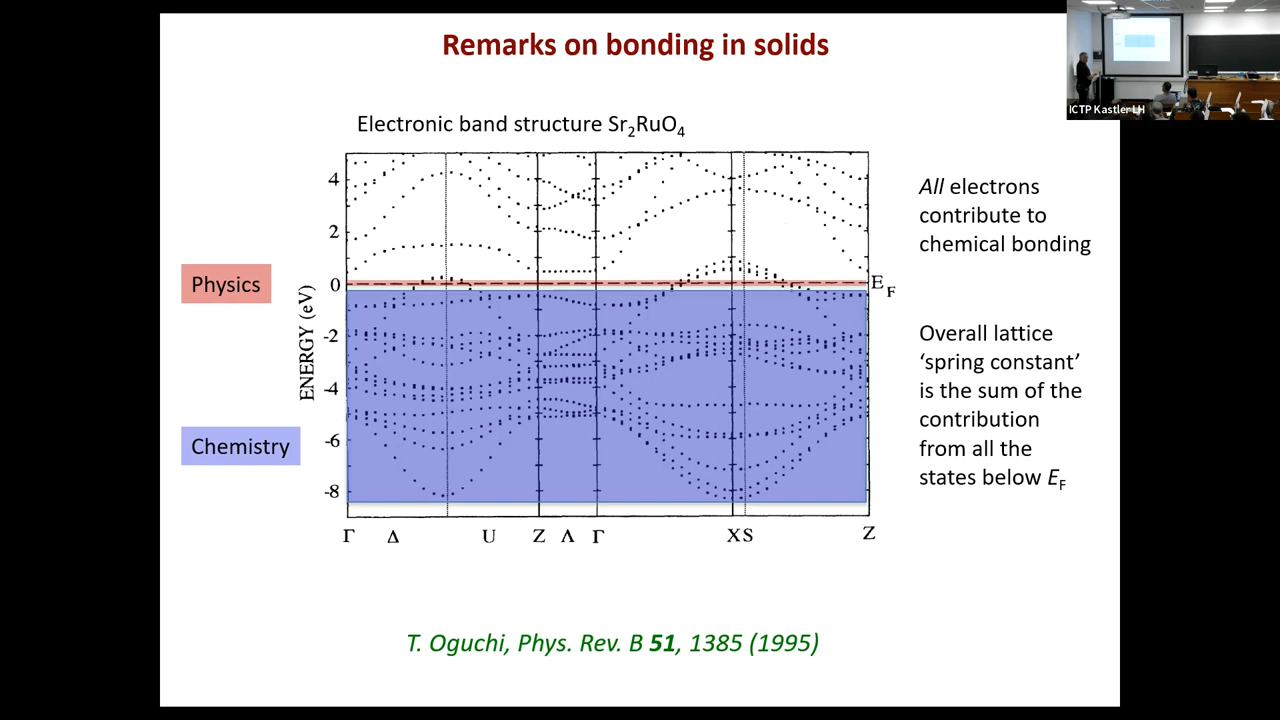 Remarks on bonding in solids
ICTP Kastler LH
Electronic band structure Sr₂RuO₄
All electrons
contribute to
chemical bonding
Physics
Chemistry
ENERGY (eV)
4
2
0
-2
-4
-6
-8
E_F
Γ Δ U Z Λ Γ X S Z
Overall lattice
‘spring constant’
is the sum of the
contribution
from all the
states below E_F
T. Oguchi, Phys. Rev. B 51, 1385 (1995)